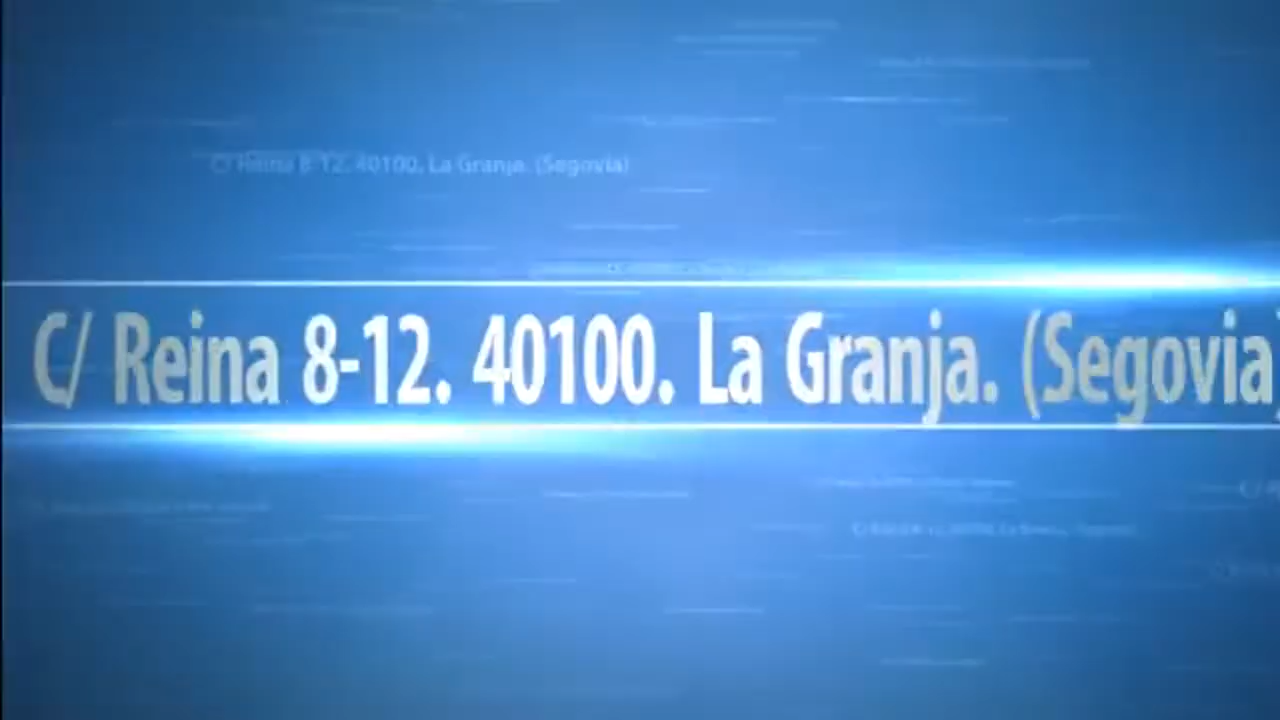 C/ Reina 8-12. 40100. La Granja. (Segovia)
C/ Reina 8-12. 40100. La Granja. (Segovia)